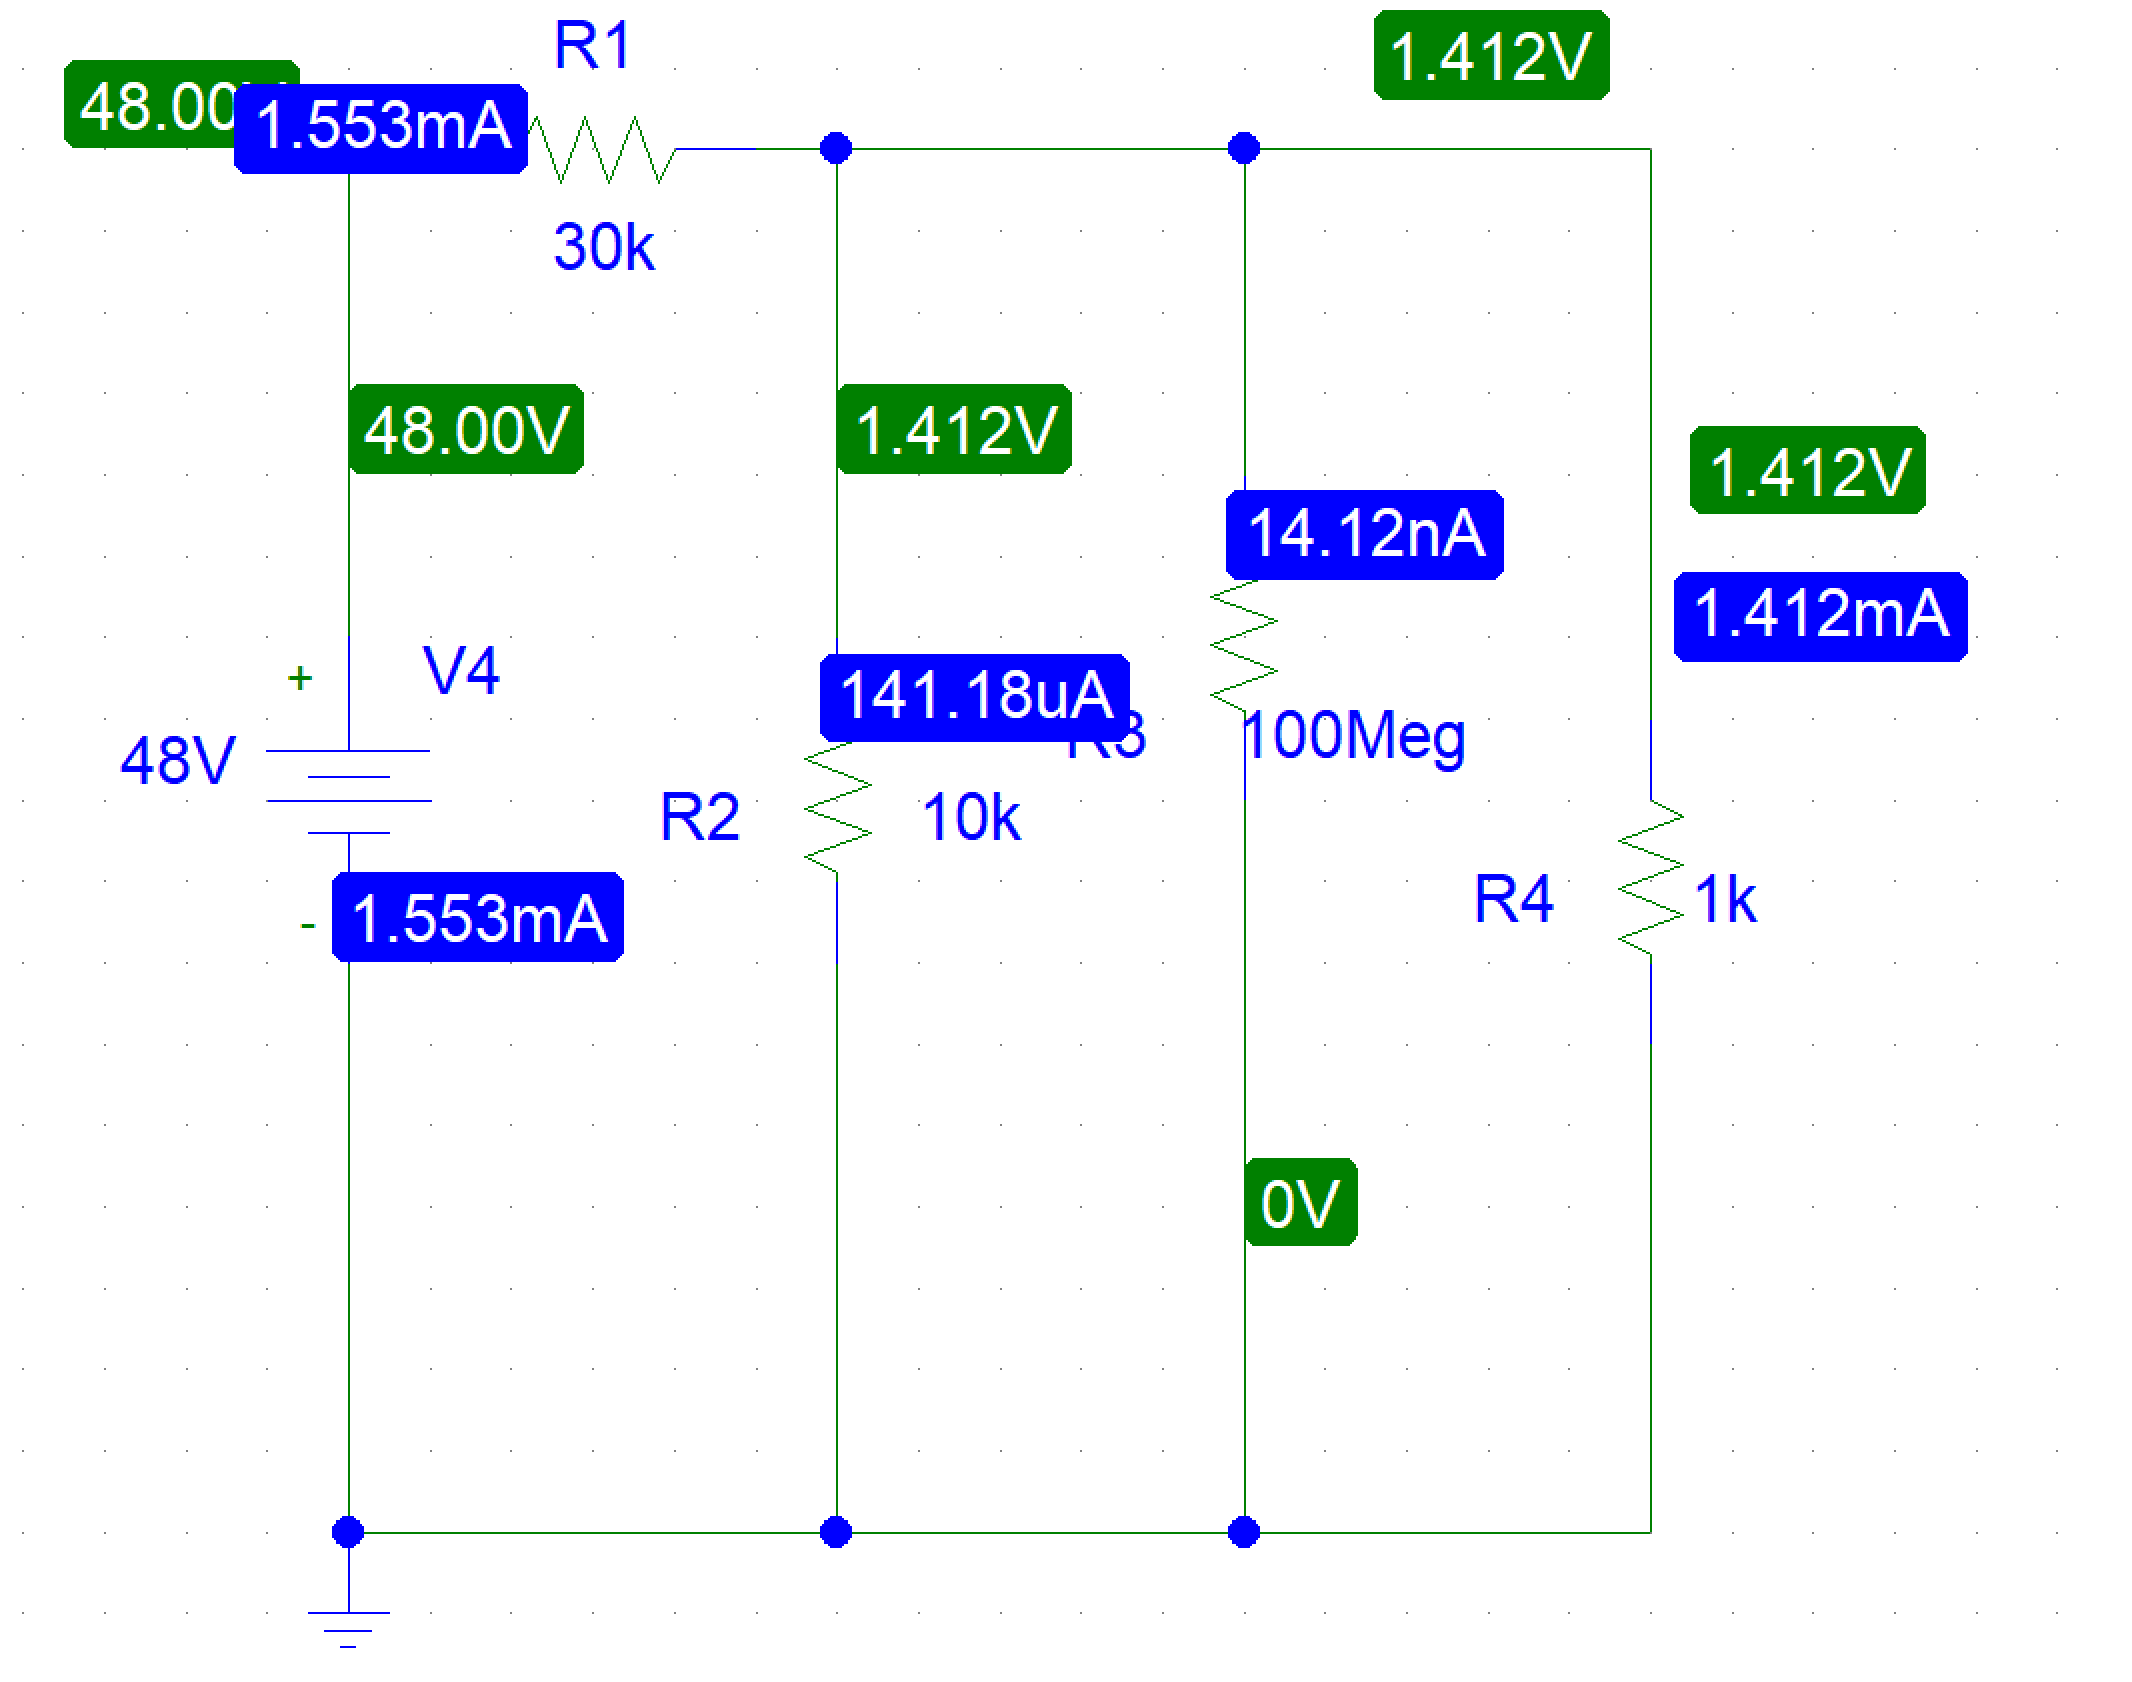 R1
1.412V
48.00
1.553mA
30k
48.00V
1.412V
1.412V
14.12nA
1.412mA
+
V4
141.18uA
R3
100Meg
48V
R2
10k
R4
1k
-
1.553mA
0V